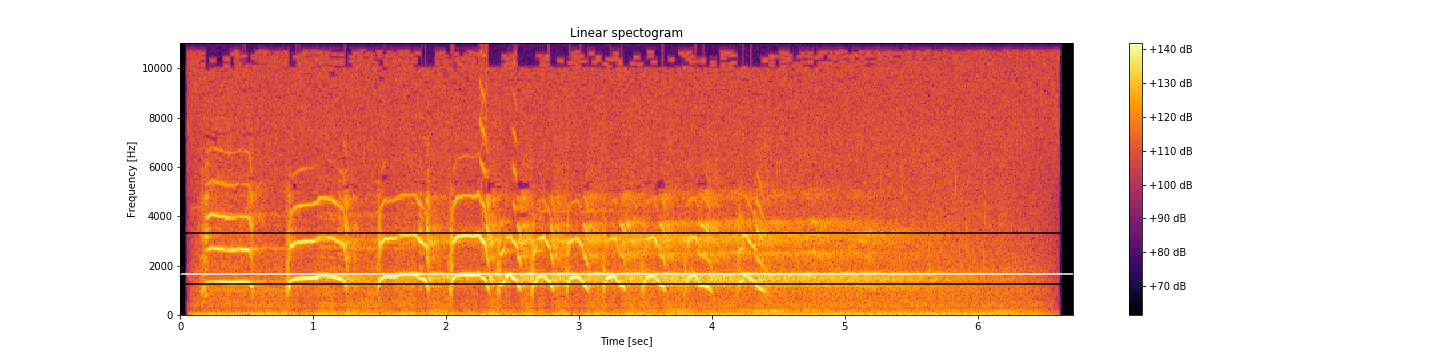 Linear spectogram
Frequency [Hz]
10000
8000
6000
4000
2000
0
0 1 2 3 4 5 6
Time [sec]
+140 dB
+130 dB
+120 dB
+110 dB
+100 dB
+90 dB
+80 dB
+70 dB